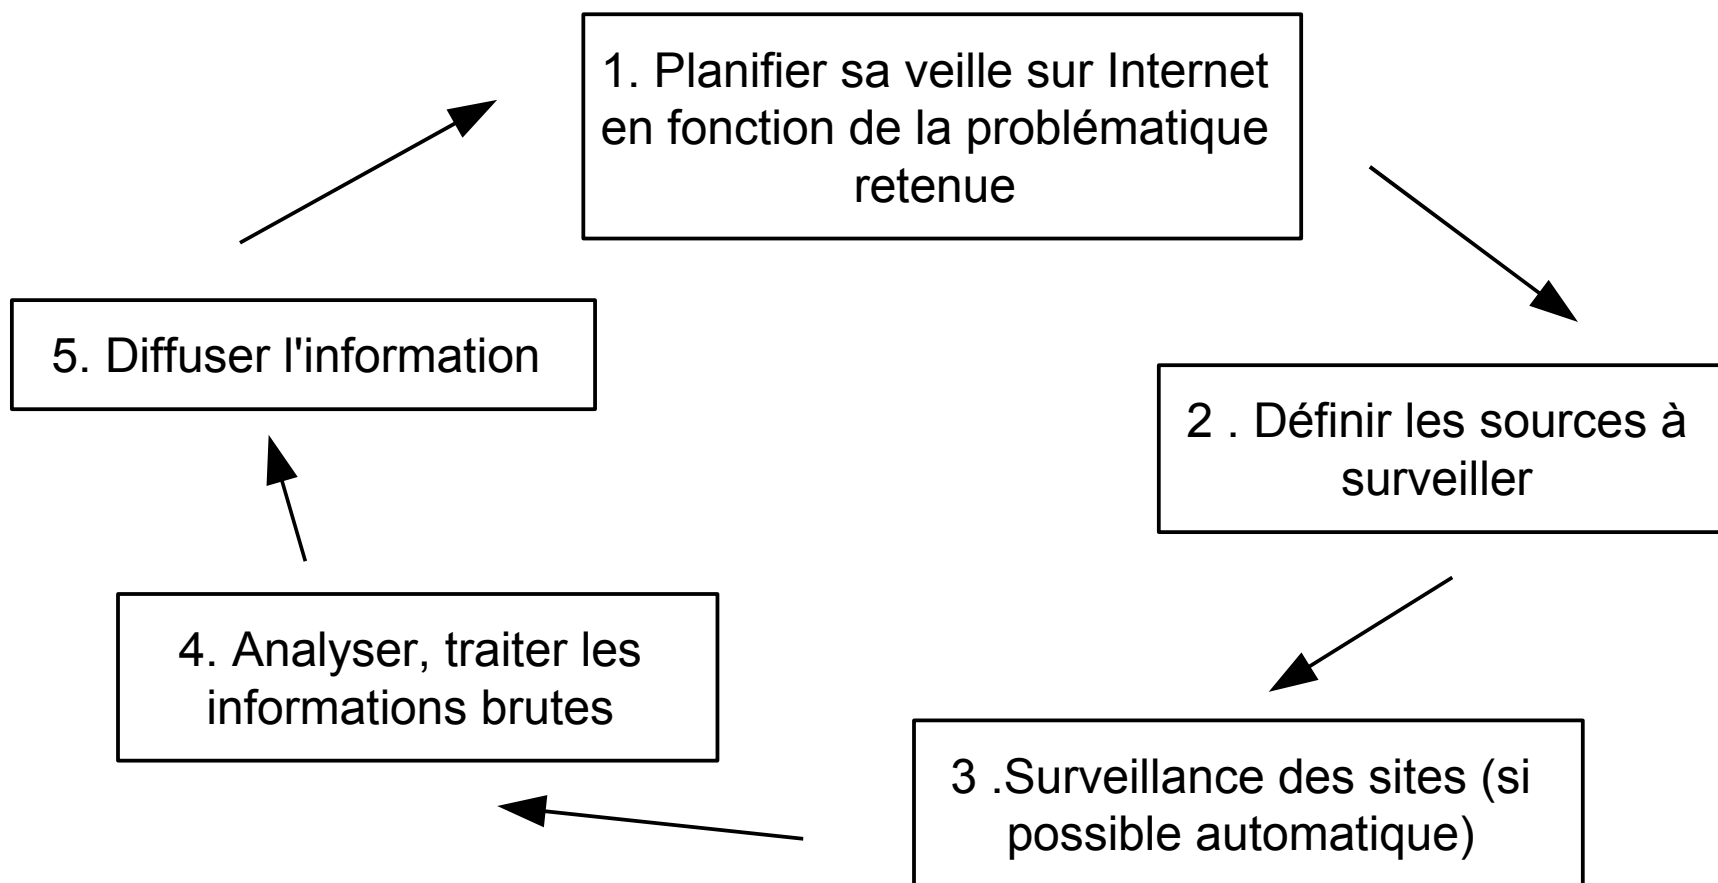 1. Planifier sa veille sur Internet
en fonction de la problématique
retenue
2 . Définir les sources à
surveiller
3 .Surveillance des sites (si
possible automatique)
4. Analyser, traiter les
informations brutes
5. Diffuser l'information